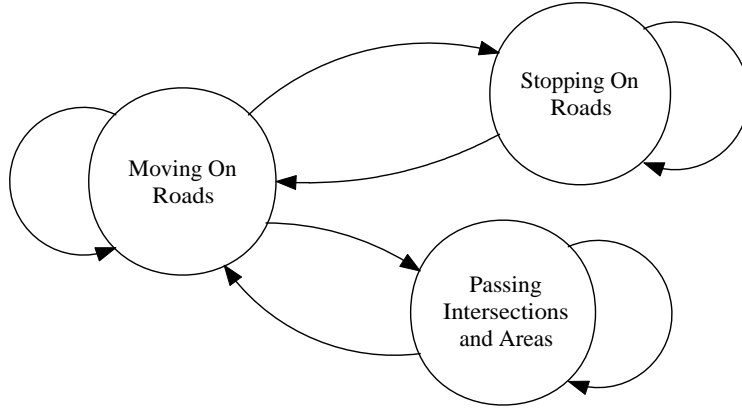 Stopping On
Roads
Moving On
Roads
Passing
Intersections
and Areas